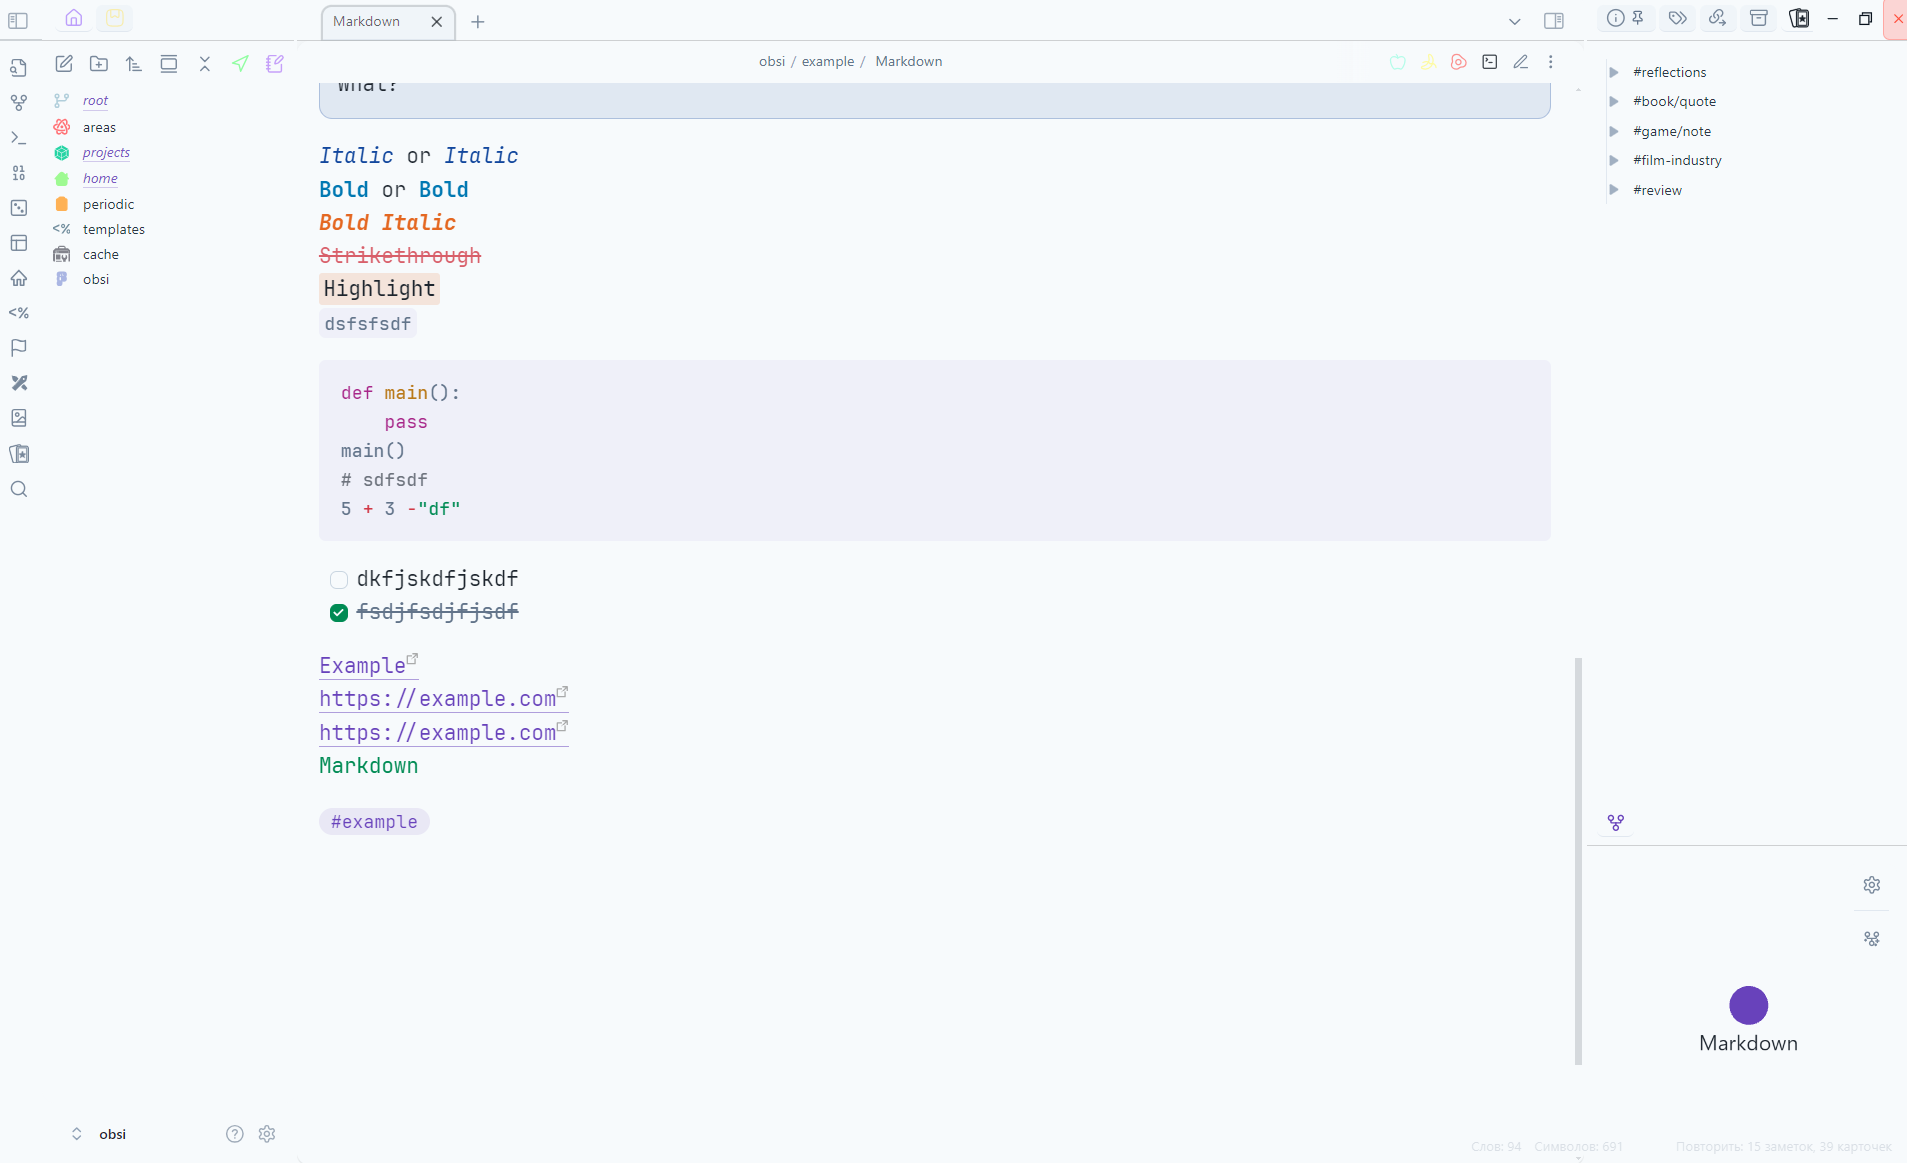 Markdown
obsi / example / Markdown
root
areas
projects
home
periodic
templates
cache
obsi
What?
Italic or Italic
Bold or Bold
Bold Italic
Strikethrough
Highlight
dsfsfsdf
def main():
    pass
main()
# sdfsdf
5 + 3 -"df"
dkfjskdfjskdf
fsdjfsdjfjsdf
Example
https://example.com
https://example.com
Markdown
#example
#reflections
#book/quote
#game/note
#film-industry
#review
Markdown
obsi
Слов: 94 Символов: 691 Повторить: 15 заметок, 39 карточек